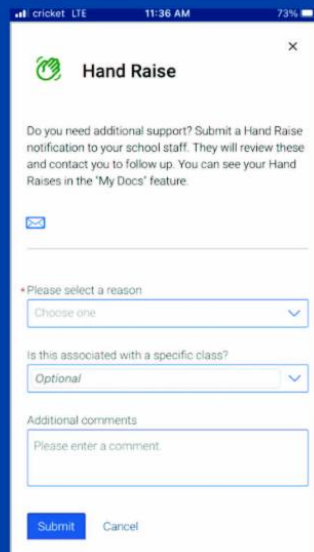 cricket LTE 11:36 AM 73%
Hand Raise
Do you need additional support? Submit a Hand Raise
notification to your school staff. They will review these
and contact you to follow up. You can see your Hand
Raises in the "My Docs" feature.
*Please select a reason
Choose one
Is this associated with a specific class?
Optional
Additional comments
Please enter a comment.
Submit Cancel